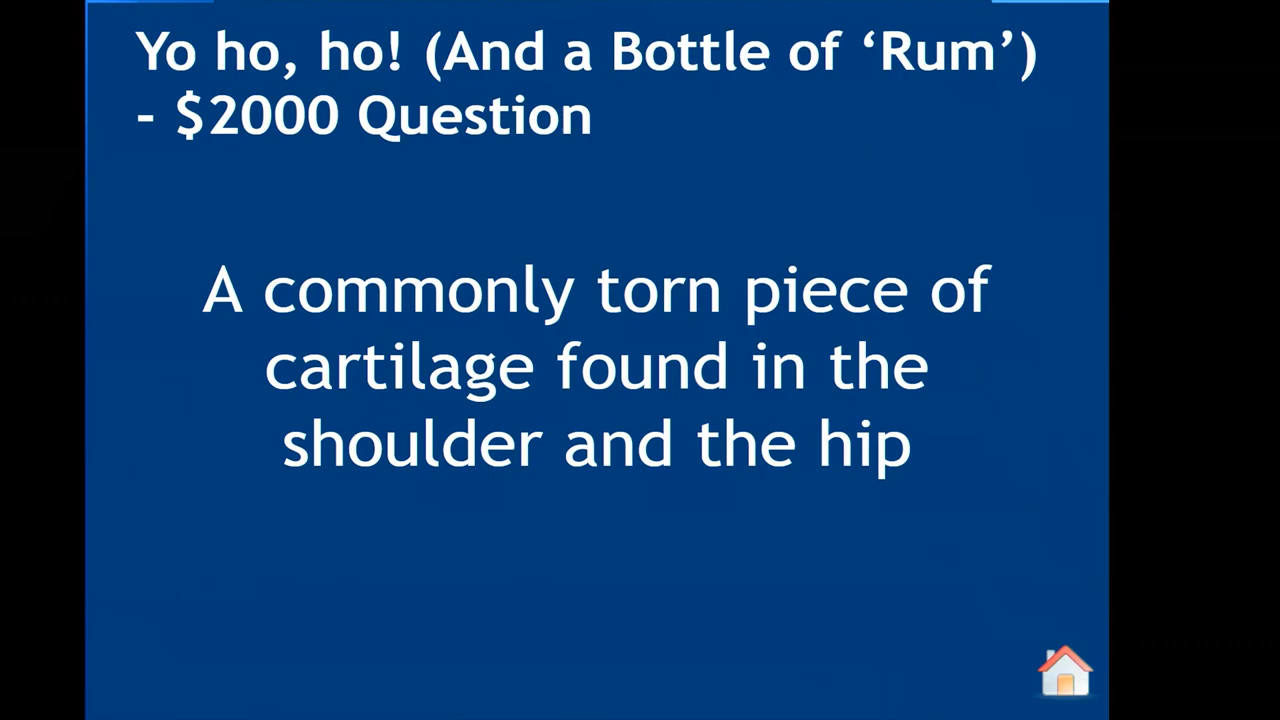 Yo ho, ho! (And a Bottle of ‘Rum’)
- $2000 Question
A commonly torn piece of
cartilage found in the
shoulder and the hip